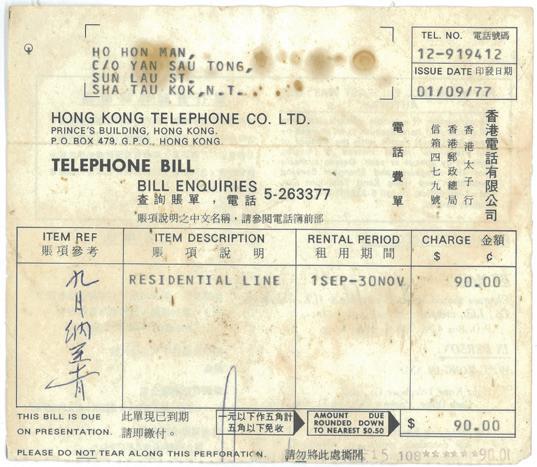 HO HON MAN,
C/O YAN SAU TONG,
SUN LAU ST.
SHA TAU KOK, N.T.
TEL. NO. 電話號碼
12-919412
ISSUE DATE 印發日期
01/09/77
HONG KONG TELEPHONE CO. LTD.
PRINCE'S BUILDING, HONG KONG.
P.O. BOX 479, G.P.O., HONG KONG.
香港電話有限公司
香港太子行
香港郵政總局
信箱四七九號
電話費單
TELEPHONE BILL
BILL ENQUIRIES
查詢賬單，電話 5-263377
賬項說明之中文名稱，請參閱電話簿前部
ITEM REF
賬項參考
ITEM DESCRIPTION
賬項說明
RENTAL PERIOD
租用期間
CHARGE 金額
$ ¢
九月納至
RESIDENTIAL LINE 1SEP-30NOV 90.00
THIS BILL IS DUE
ON PRESENTATION.
此單現已到期
請即繳付。
一元以下作五角計
五角以下免收
AMOUNT DUE
ROUNDED DOWN
TO NEAREST $0.50
$ 90.00
PLEASE DO NOT TEAR ALONG THIS PERFORATION. 請勿將此處撕開